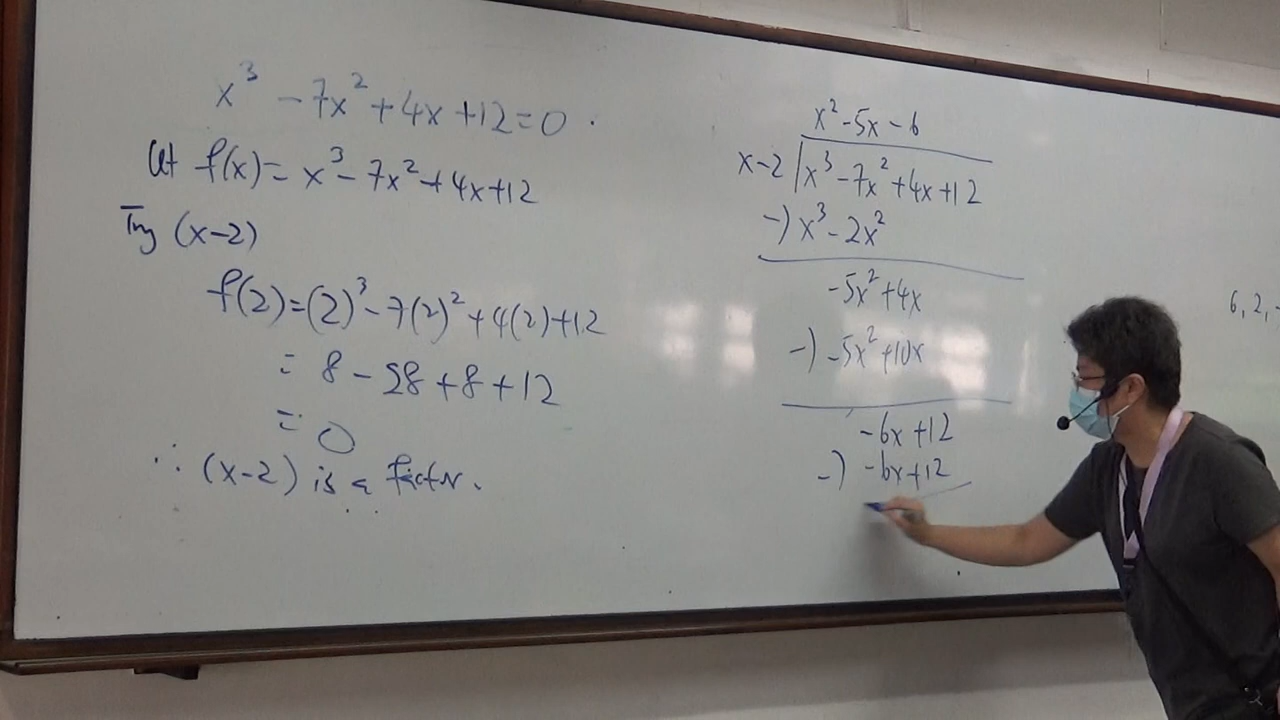 x³ - 7x² + 4x + 12 = 0 .
let f(x) = x³ - 7x² + 4x + 12
Try (x-2)
f(2) = (2)³ - 7(2)² + 4(2) + 12
= 8 - 28 + 8 + 12
= 0
∴ (x-2) is a factor.
x² - 5x - 6
x-2 | x³ - 7x² + 4x + 12
-) x³ - 2x²
-5x² + 4x
-) -5x² + 10x
-6x + 12
-) -6x + 12
6, 2, -